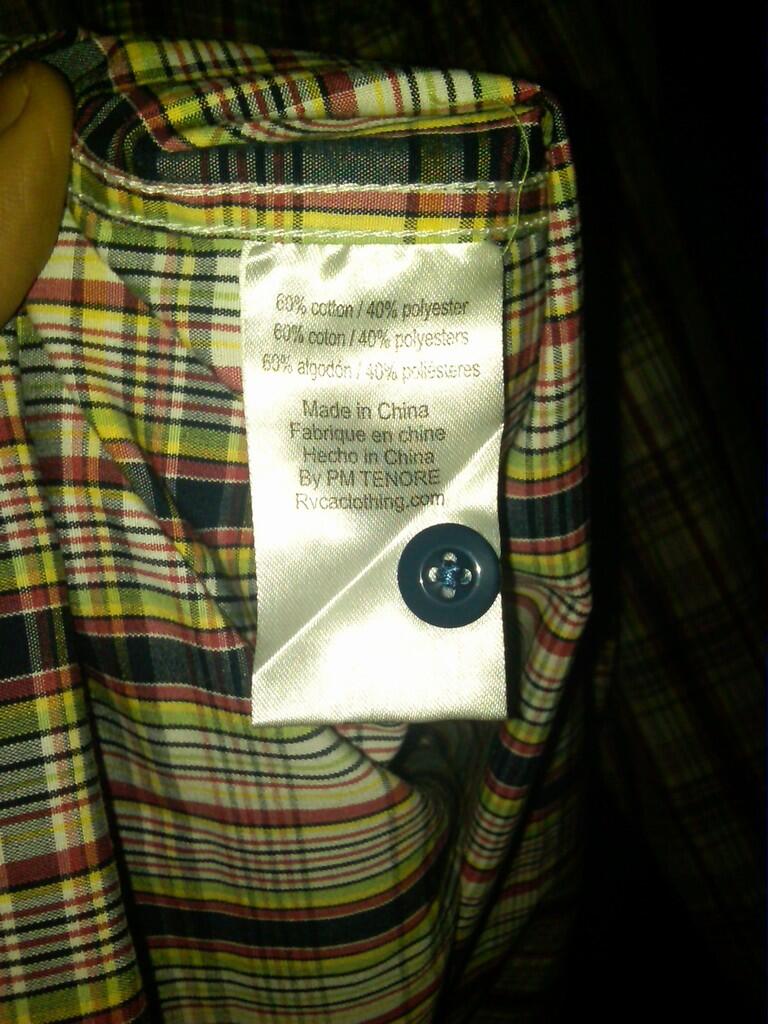 60% cotton / 40% polyester
60% coton / 40% polyesters
60% algodón / 40% poliésteres
Made in China
Fabrique en chine
Hecho in China
By PM TENORE
Rvcaclothing.com